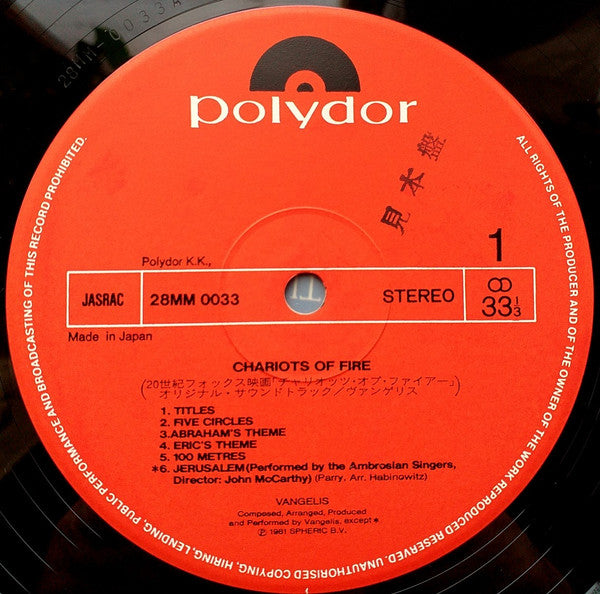 28MM-0033A
polydor
見本盤
1
Polydor K.K.,
JASRAC
28MM 0033
STEREO
33 1/3
Made in Japan
CHARIOTS OF FIRE
(20世紀フォックス映画「チャリオッツ・オブ・ファイアー」)
オリジナル・サウンドトラック/ヴァンゲリス
1. TITLES
2. FIVE CIRCLES
3.ABRAHAM'S THEME
4. ERIC'S THEME
5. 100 METRES
*6. JERUSALEM(Performed by the Ambrosian Singers,
Director: John McCarthy) (Parry, Arr. Habinowitz)
VANGELIS
Composed, Arranged, Produced
and Performed by Vangelis, except*
Ⓟ 1981 SPHERIC B.V.
ALL RIGHTS OF THE PRODUCER AND OF THE OWNER OF THE WORK REPRODUCED RESERVED. UNAUTHORISED COPYING, HIRING, LENDING, PUBLIC PERFORMANCE AND BROADCASTING OF THIS RECORD PROHIBITED.